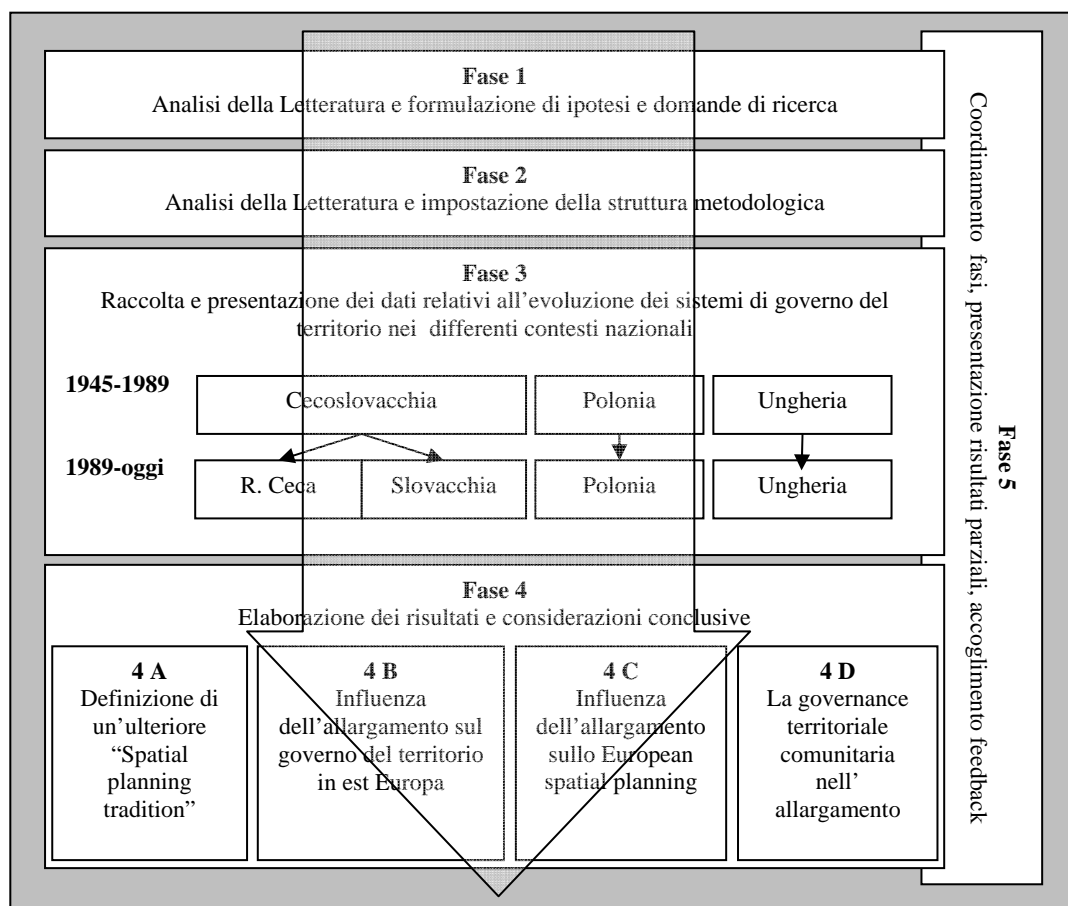 Fase 1
Analisi della Letteratura e formulazione di ipotesi e domande di ricerca
Fase 2
Analisi della Letteratura e impostazione della struttura metodologica
Fase 3
Raccolta e presentazione dei dati relativi all'evoluzione dei sistemi di governo del
territorio nei differenti contesti nazionali
1945-1989
Cecoslovacchia
Polonia
Ungheria
1989-oggi
R. Ceca
Slovacchia
Polonia
Ungheria
Fase 4
Elaborazione dei risultati e considerazioni conclusive
4 A
Definizione di
un'ulteriore
“Spatial
planning
tradition”
4 B
Influenza
dell'allargamento sul
governo del territorio
in est Europa
4 C
Influenza
dell'allargamento
sullo European
spatial planning
4 D
La governance
territoriale
comunitaria
nell'
allargamento
Fase 5
Coordinamento fasi, presentazione risultati parziali, accoglimento feedback